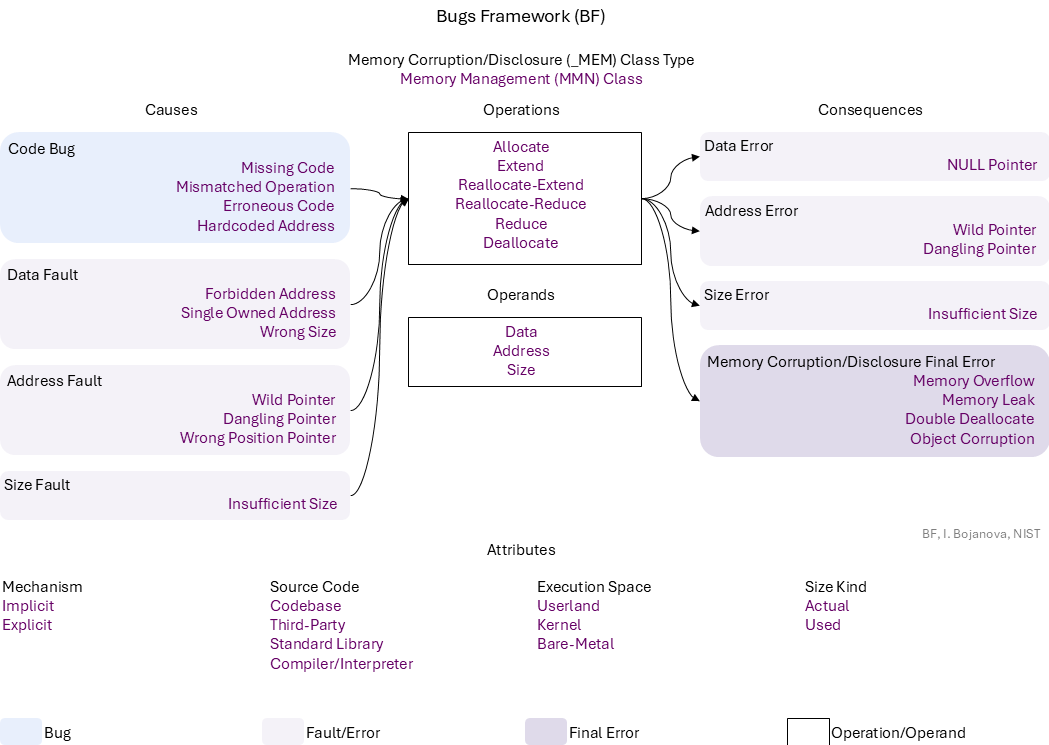 Bugs Framework (BF)
Memory Corruption/Disclosure (_MEM) Class Type
Memory Management (MMN) Class
Causes
Code Bug
Missing Code
Mismatched Operation
Erroneous Code
Hardcoded Address
Data Fault
Forbidden Address
Single Owned Address
Wrong Size
Address Fault
Wild Pointer
Dangling Pointer
Wrong Position Pointer
Size Fault
Insufficient Size
Operations
Allocate
Extend
Reallocate-Extend
Reallocate-Reduce
Reduce
Deallocate
Operands
Data
Address
Size
Consequences
Data Error
NULL Pointer
Address Error
Wild Pointer
Dangling Pointer
Size Error
Insufficient Size
Memory Corruption/Disclosure Final Error
Memory Overflow
Memory Leak
Double Deallocate
Object Corruption
BF, I. Bojanova, NIST
Attributes
Mechanism
Implicit
Explicit
Source Code
Codebase
Third-Party
Standard Library
Compiler/Interpreter
Execution Space
Userland
Kernel
Bare-Metal
Size Kind
Actual
Used
Bug
Fault/Error
Final Error
Operation/Operand